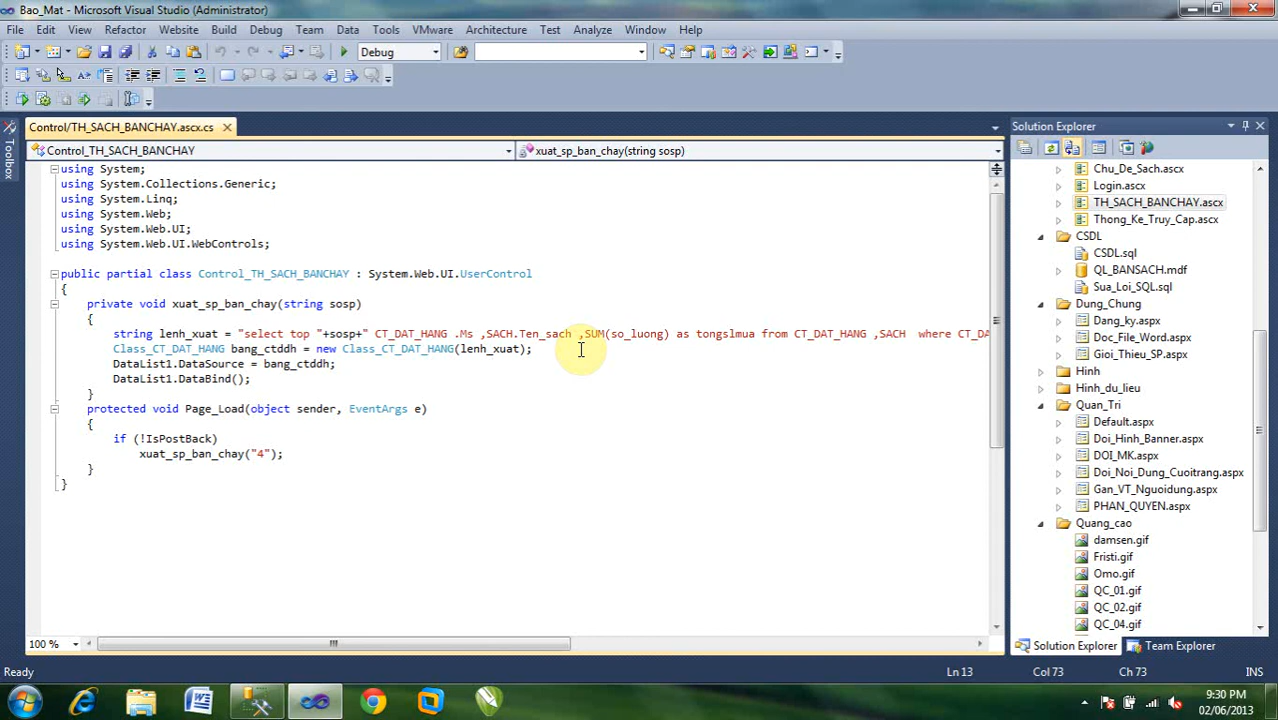 Bao_Mat - Microsoft Visual Studio (Administrator)
File Edit View Refactor Website Build Debug Team Data Tools VMware Architecture Test Analyze Window Help
Debug
Control/TH_SACH_BANCHAY.ascx.cs
Control_TH_SACH_BANCHAY
xuat_sp_ban_chay(string sosp)
Toolbox
using System;
using System.Collections.Generic;
using System.Linq;
using System.Web;
using System.Web.UI;
using System.Web.UI.WebControls;
public partial class Control_TH_SACH_BANCHAY : System.Web.UI.UserControl
{
private void xuat_sp_ban_chay(string sosp)
{
string lenh_xuat = "select top "+sosp+" CT_DAT_HANG .Ms ,SACH.Ten_sach ,SUM(so_luong) as tongslmua from CT_DAT_HANG ,SACH  where CT_DA
Class_CT_DAT_HANG bang_ctddh = new Class_CT_DAT_HANG(lenh_xuat);
DataList1.DataSource = bang_ctddh;
DataList1.DataBind();
}
protected void Page_Load(object sender, EventArgs e)
{
if (!IsPostBack)
xuat_sp_ban_chay("4");
}
}
100 %
Solution Explorer
Chu_De_Sach.ascx
Login.ascx
TH_SACH_BANCHAY.ascx
Thong_Ke_Truy_Cap.ascx
CSDL
CSDL.sql
QL_BANSACH.mdf
Sua_Loi_SQL.sql
Dung_Chung
Dang_ky.aspx
Doc_File_Word.aspx
Gioi_Thieu_SP.aspx
Hinh
Hinh_du_lieu
Quan_Tri
Default.aspx
Doi_Hinh_Banner.aspx
DOI_MK.aspx
Doi_Noi_Dung_Cuoitrang.aspx
Gan_VT_Nguoidung.aspx
PHAN_QUYEN.aspx
Quang_cao
damsen.gif
Fristi.gif
Omo.gif
QC_01.gif
QC_02.gif
QC_04.gif
Solution Explorer Team Explorer
Ready Ln 13 Col 73 Ch 73 INS
9:30 PM
02/06/2013